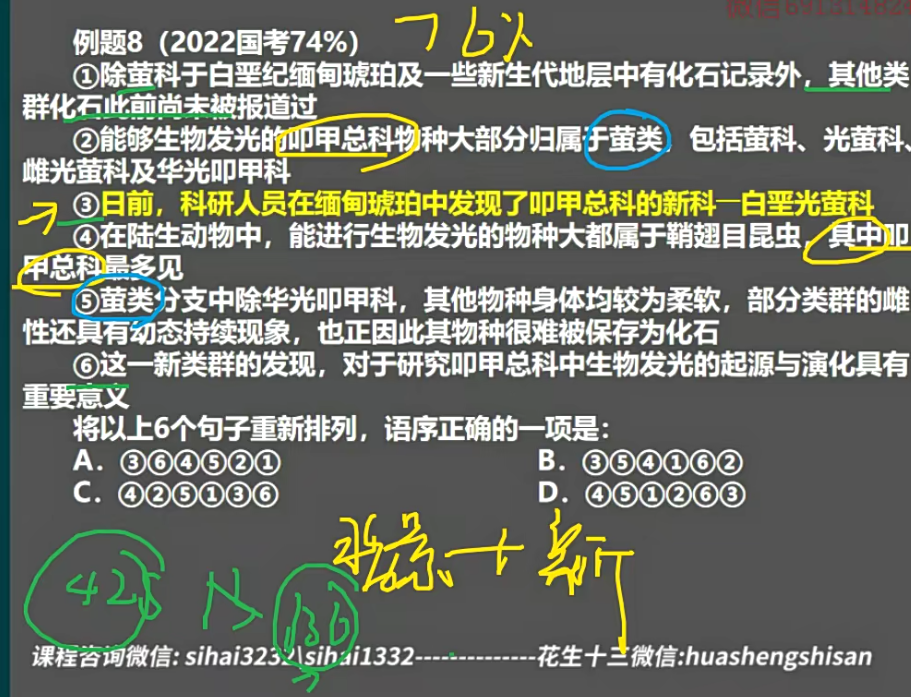 微信69131482
例题8（2022国考74%） 76%
①除萤科于白垩纪缅甸琥珀及一些新生代地层中有化石记录外，其他类
群化石此前尚未被报道过
②能够生物发光的叩甲总科物种大部分归属于萤类，包括萤科、光萤科、
雌光萤科及华光叩甲科
③日前，科研人员在缅甸琥珀中发现了叩甲总科的新科—白垩光萤科
④在陆生动物中，能进行生物发光的物种大都属于鞘翅目昆虫，其中叩
甲总科最多见
⑤萤类分支中除华光叩甲科，其他物种身体均较为柔软，部分类群的雌
性还具有幼态持续现象，也正因此其物种很难被保存为化石
⑥这一新类群的发现，对于研究叩甲总科中生物发光的起源与演化具有
重要意义
将以上6个句子重新排列，语序正确的一项是：
A. ③⑥④⑤②① B. ③⑤④①⑥②
C. ④②⑤①③⑥ D. ④⑤①②⑥③
背景 + 新
425 136
课程咨询微信: sihai3232\sihai1332--------------花生十三微信:huashengshisan